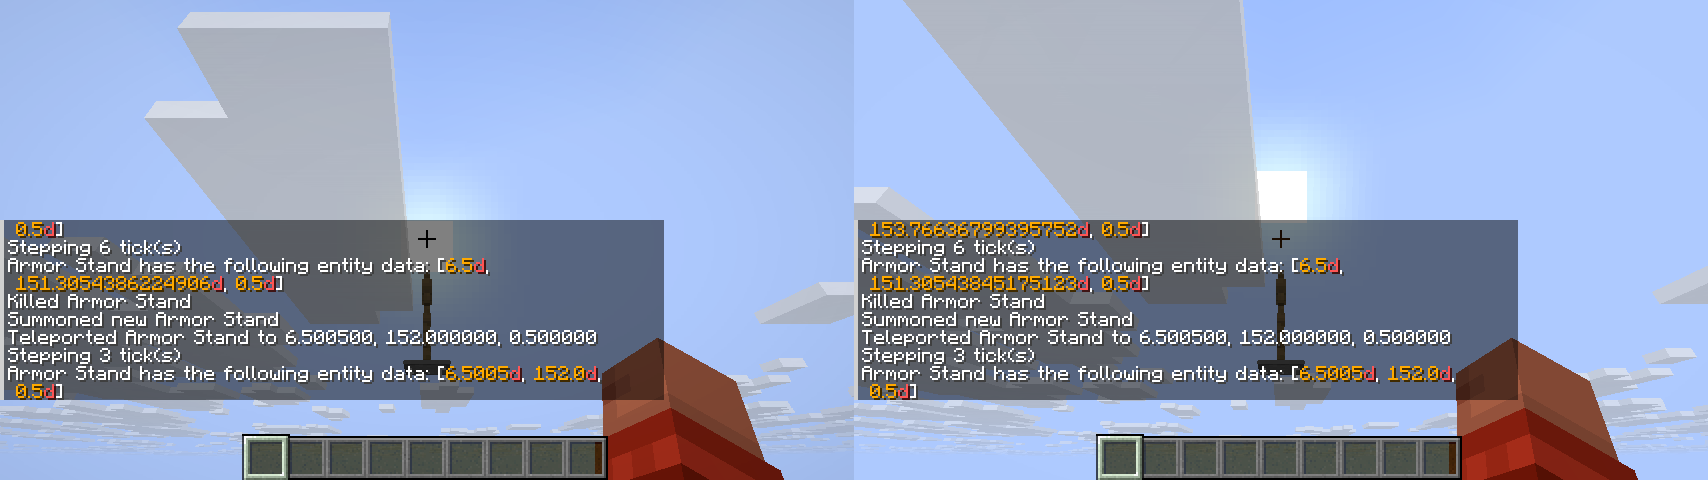 0.5d]
Stepping 6 tick(s)
Armor Stand has the following entity data: [6.5d,
151.3054386224906d, 0.5d]
Killed Armor Stand
Summoned new Armor Stand
Teleported Armor Stand to 6.500500, 152.000000, 0.500000
Stepping 3 tick(s)
Armor Stand has the following entity data: [6.5005d, 152.0d,
0.5d]
153.766367999395752d, 0.5d]
Stepping 6 tick(s)
Armor Stand has the following entity data: [6.5d,
151.30543845175123d, 0.5d]
Killed Armor Stand
Summoned new Armor Stand
Teleported Armor Stand to 6.500500, 152.000000, 0.500000
Stepping 3 tick(s)
Armor Stand has the following entity data: [6.5005d, 152.0d,
0.5d]